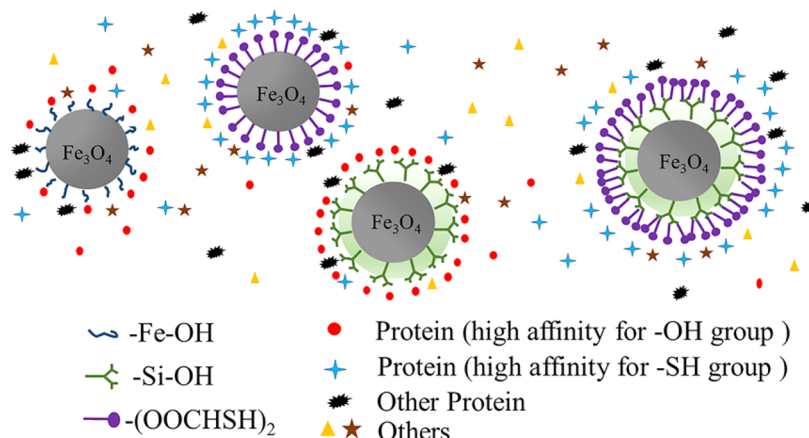 Fe₃O₄
Fe₃O₄
Fe₃O₄
Fe₃O₄
-Fe-OH
-Si-OH
-(OOCHSH)₂
Protein (high affinity for -OH group )
Protein (high affinity for -SH group )
Other Protein
Others